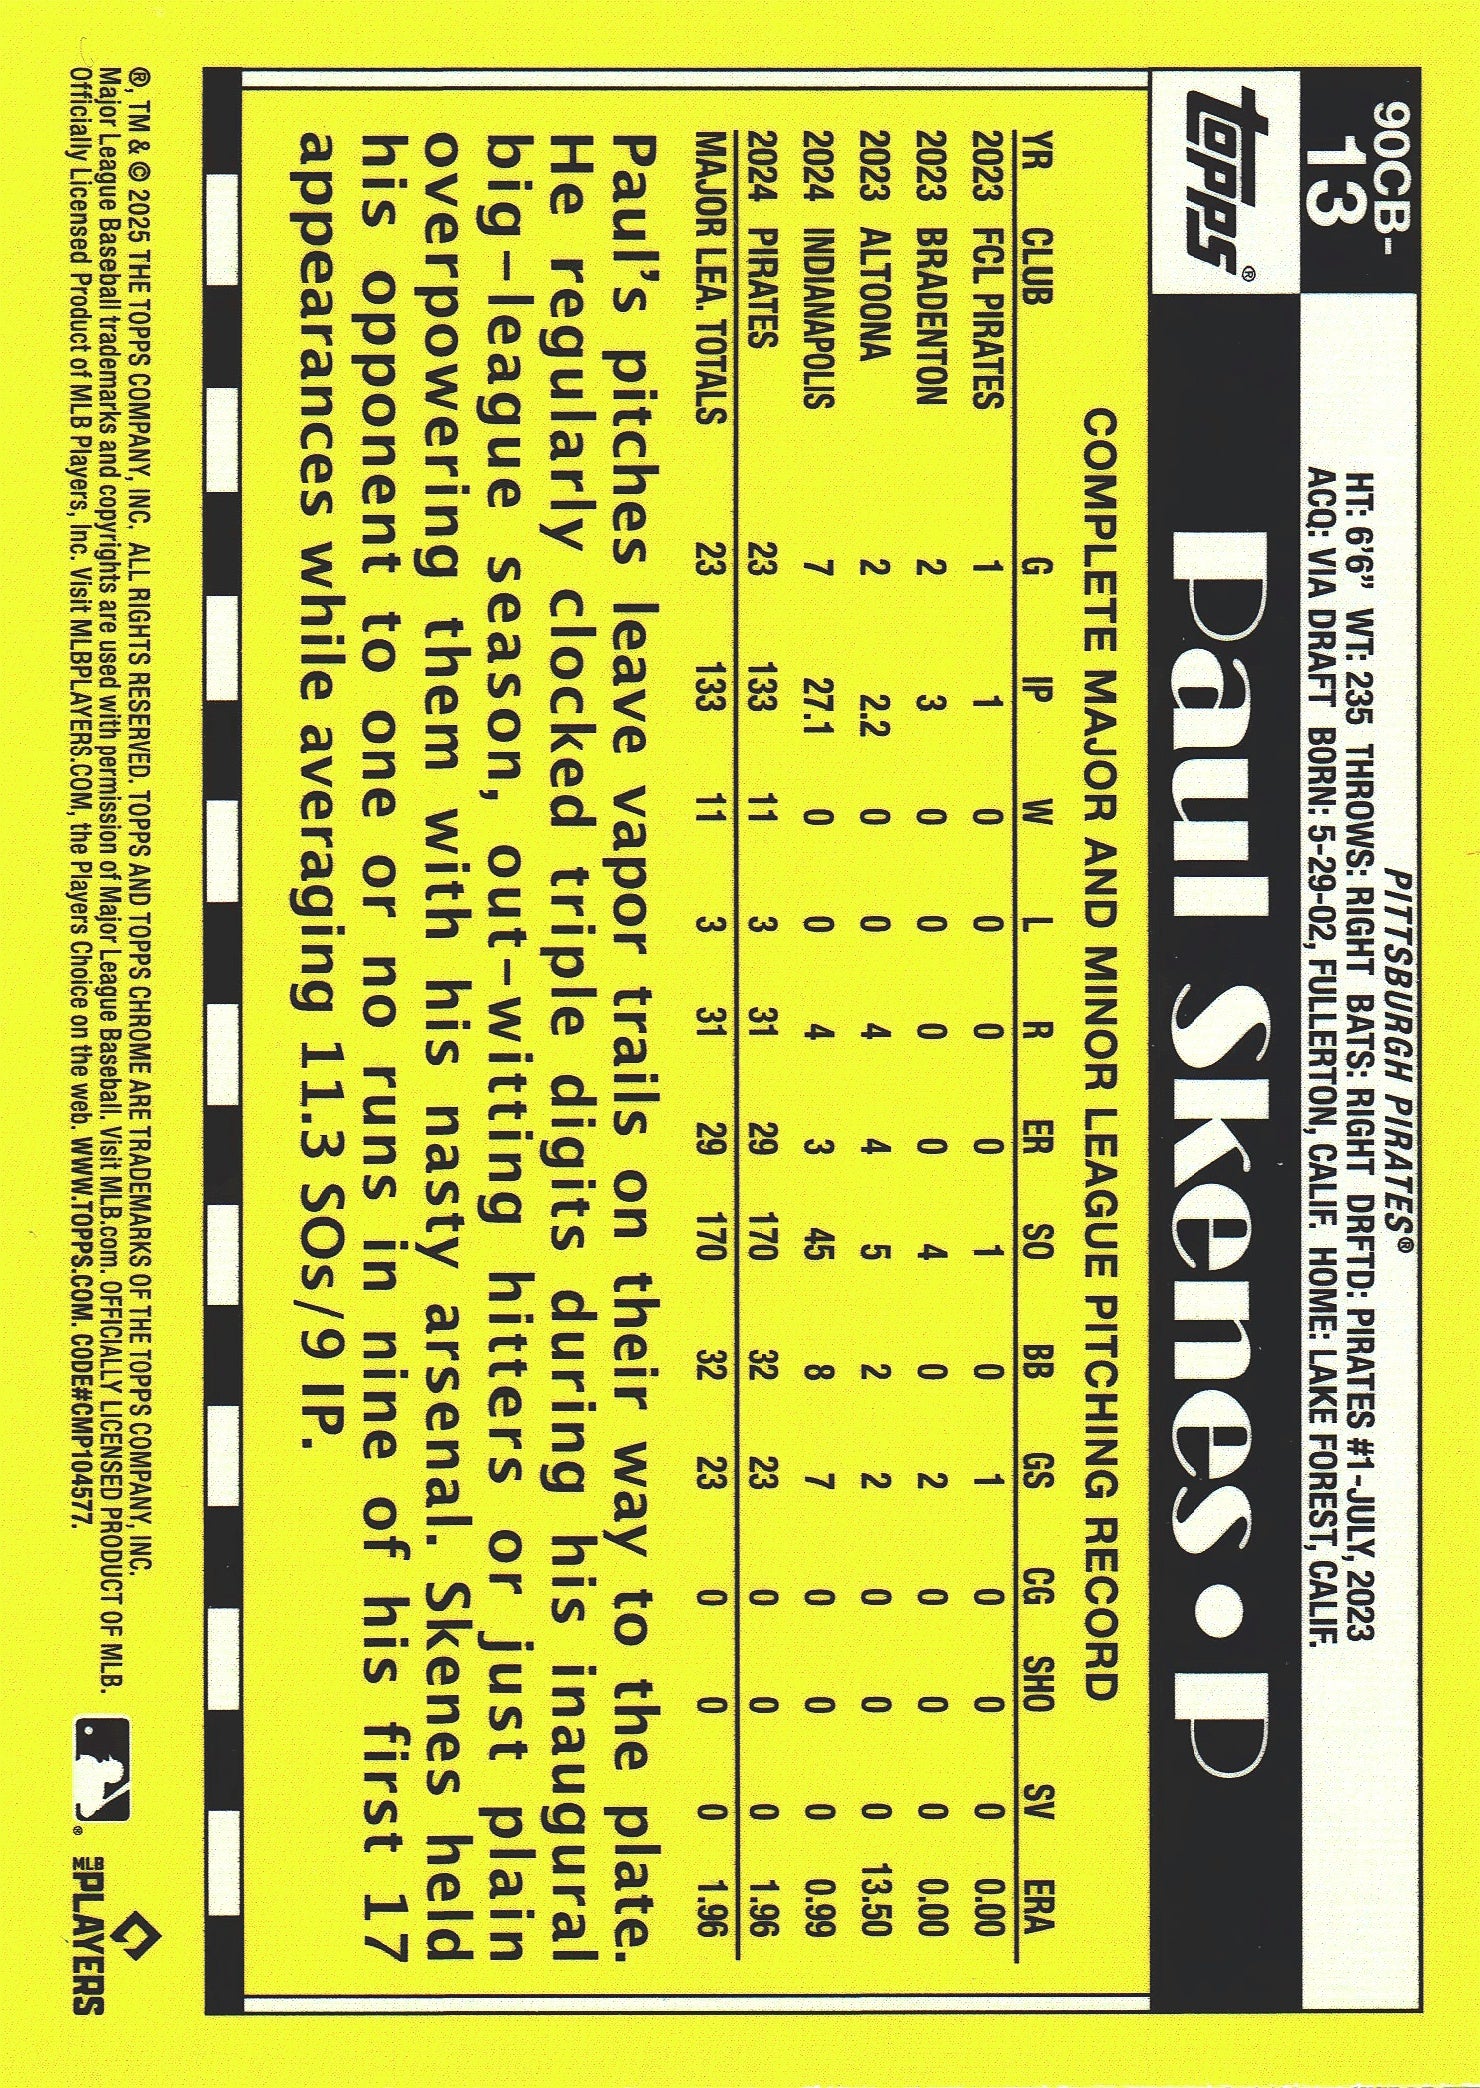 90CB-
13
PITTSBURGH PIRATES®
HT: 6'6" WT: 235 THROWS: RIGHT BATS: RIGHT DRFTD: PIRATES #1-JULY, 2023
ACQ: VIA DRAFT BORN: 5-29-02, FULLERTON, CALIF. HOME: LAKE FOREST, CALIF.
topps®
Paul Skenes • P
COMPLETE MAJOR AND MINOR LEAGUE PITCHING RECORD
YR CLUB G IP W L R ER SO BB GS CG SHO SV ERA
2023 FCL PIRATES 1 1 0 0 0 0 1 0 1 0 0 0 0.00
2023 BRADENTON 2 3 0 0 0 0 4 0 2 0 0 0 0.00
2023 ALTOONA 2 2.2 0 0 4 4 5 2 2 0 0 0 13.50
2024 INDIANAPOLIS 7 27.1 0 0 4 3 45 8 7 0 0 0 0.99
2024 PIRATES 23 133 11 3 31 29 170 32 23 0 0 0 1.96
MAJOR LEA. TOTALS 23 133 11 3 31 29 170 32 23 0 0 0 1.96
Paul's pitches leave vapor trails on their way to the plate.
He regularly clocked triple digits during his inaugural
big-league season, out-witting hitters or just plain
overpowering them with his nasty arsenal. Skenes held
his opponent to one or no runs in nine of his first 17
appearances while averaging 11.3 SOs/9 IP.
®, TM & © 2025 THE TOPPS COMPANY, INC. ALL RIGHTS RESERVED. TOPPS AND TOPPS CHROME ARE TRADEMARKS OF THE TOPPS COMPANY, INC.
Major League Baseball trademarks and copyrights are used with permission of Major League Baseball. Visit MLB.com. OFFICIALLY LICENSED PRODUCT OF MLB.
Officially Licensed Product of MLB Players, Inc. Visit MLBPLAYERS.COM, the Players Choice on the web. WWW.TOPPS.COM. CODE#CMP104577.
®
MLB
PLAYERS